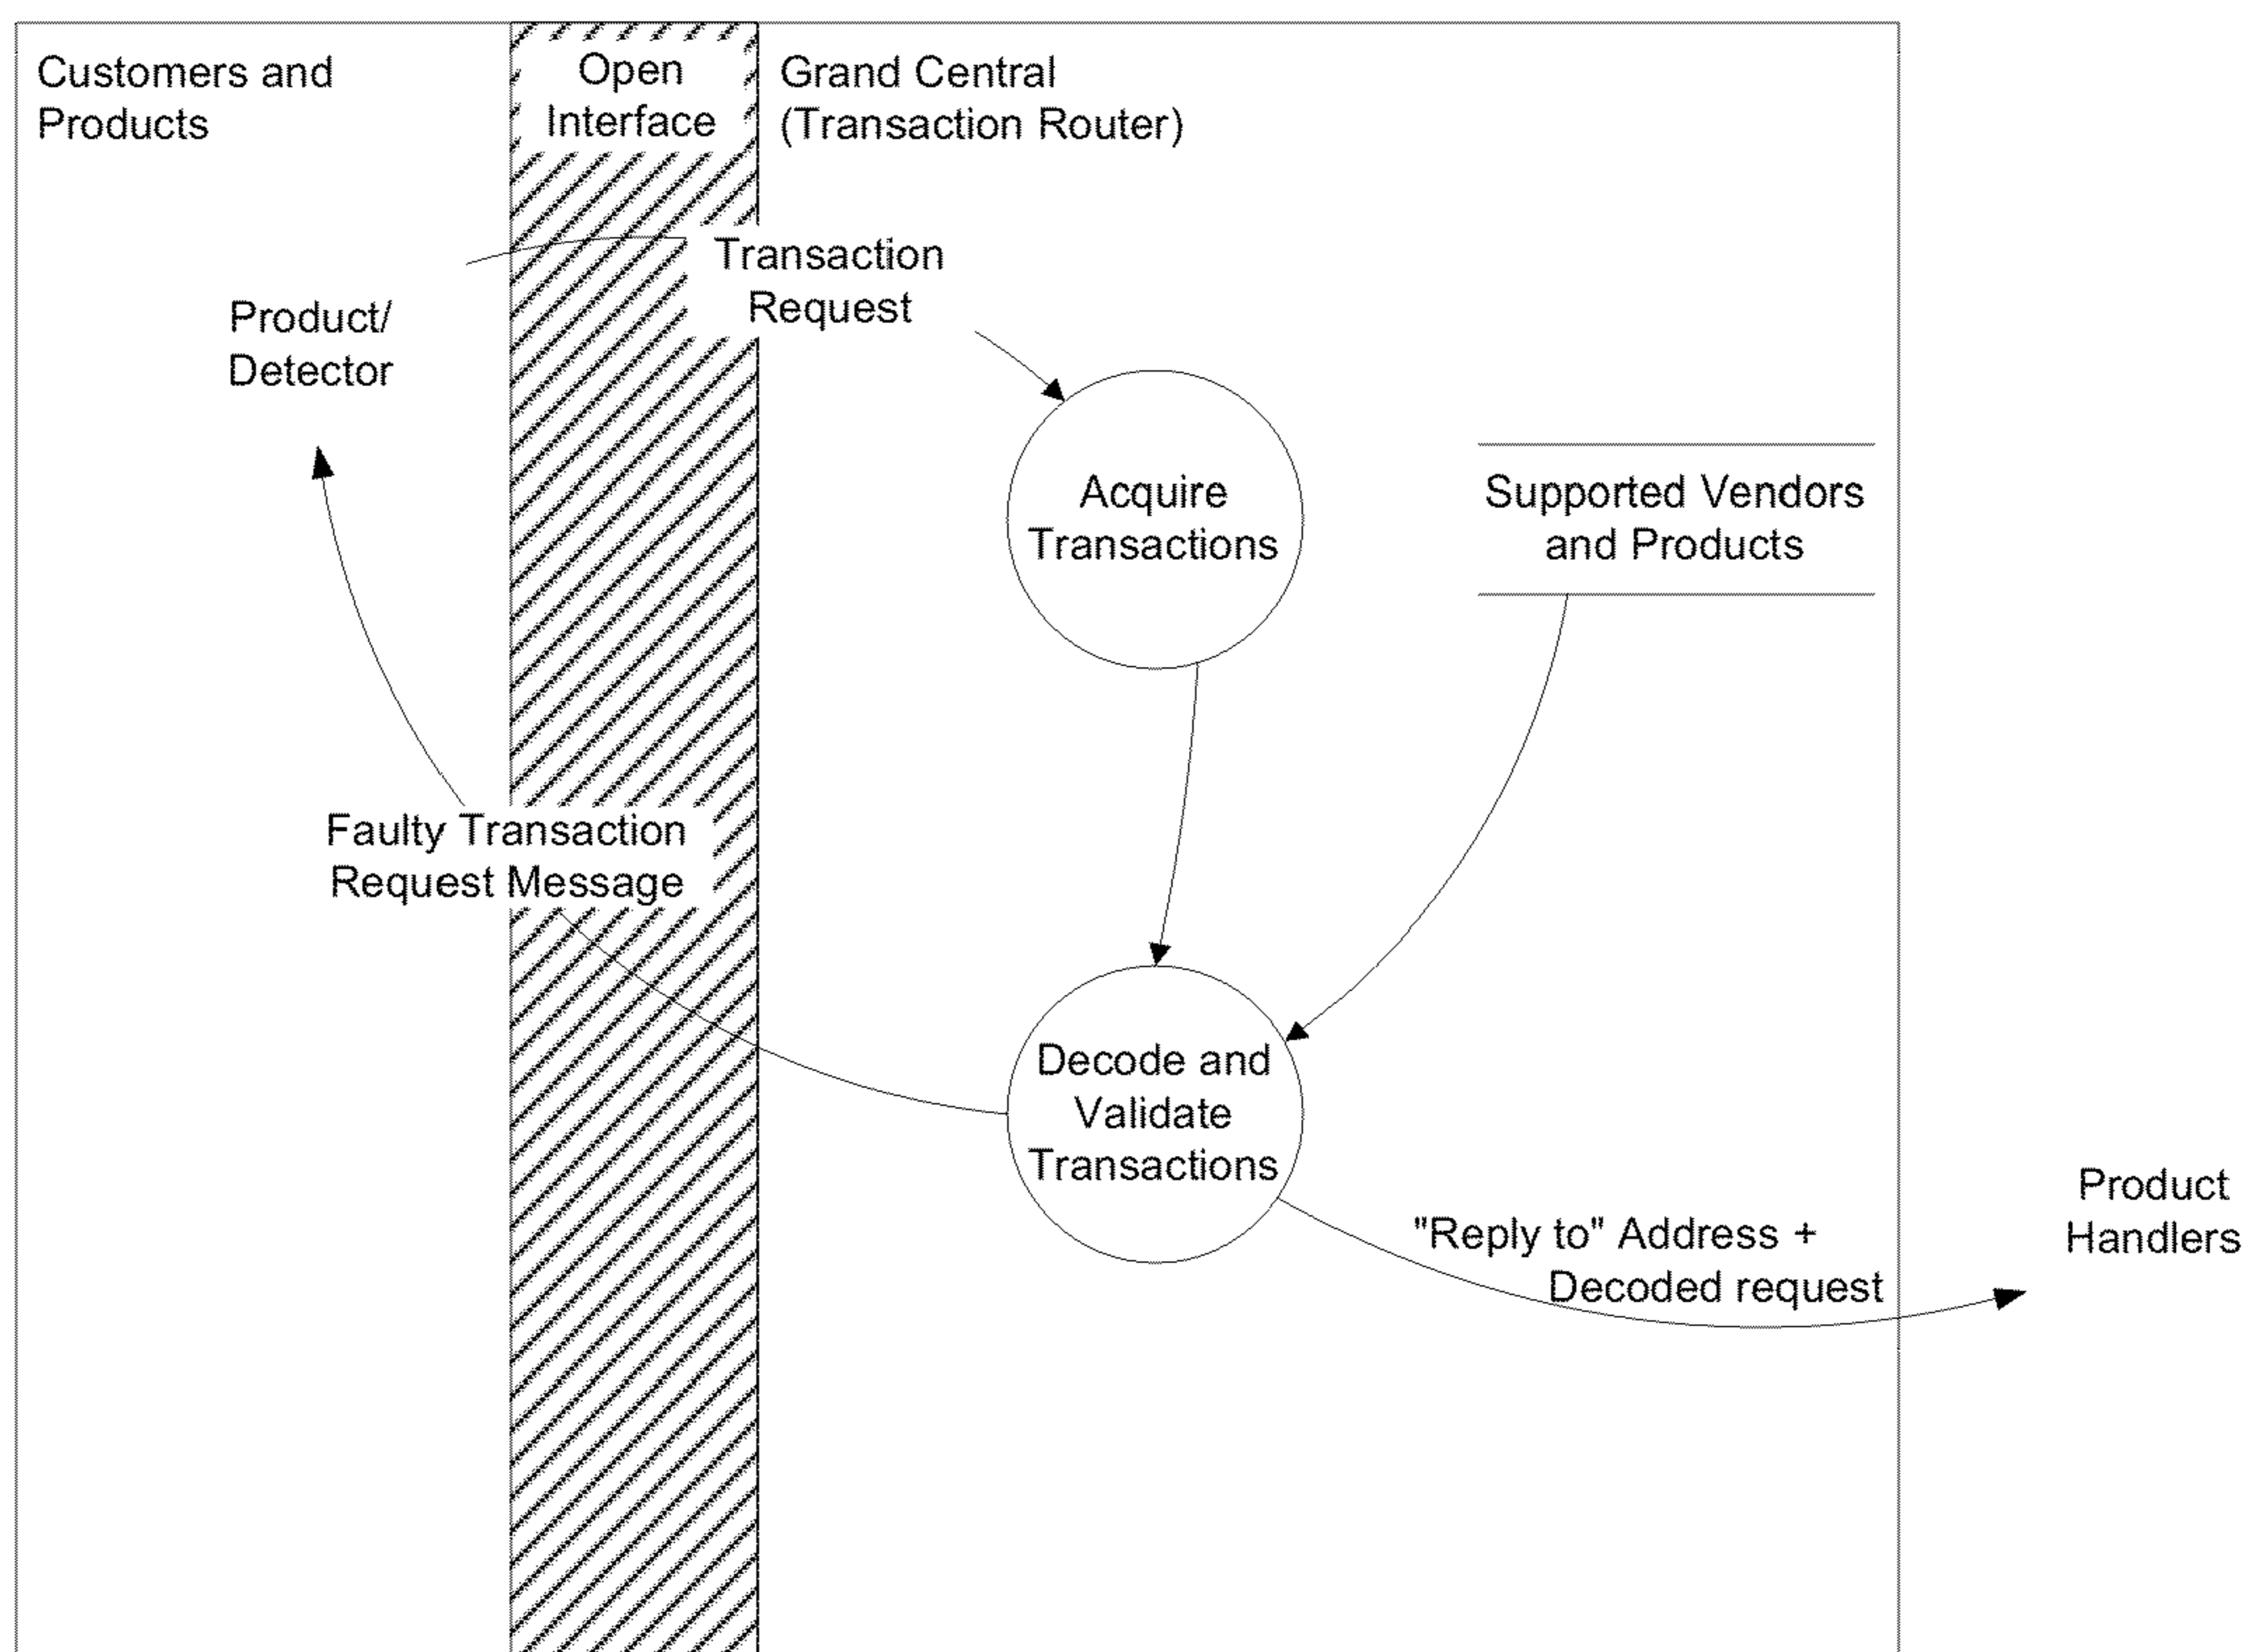 Customers and
Products
Open
Interface
Grand Central
(Transaction Router)
Transaction
Request
Product/
Detector
Acquire
Transactions
Supported Vendors
and Products
Faulty Transaction
Request Message
Decode and
Validate
Transactions
"Reply to" Address +
Decoded request
Product
Handlers